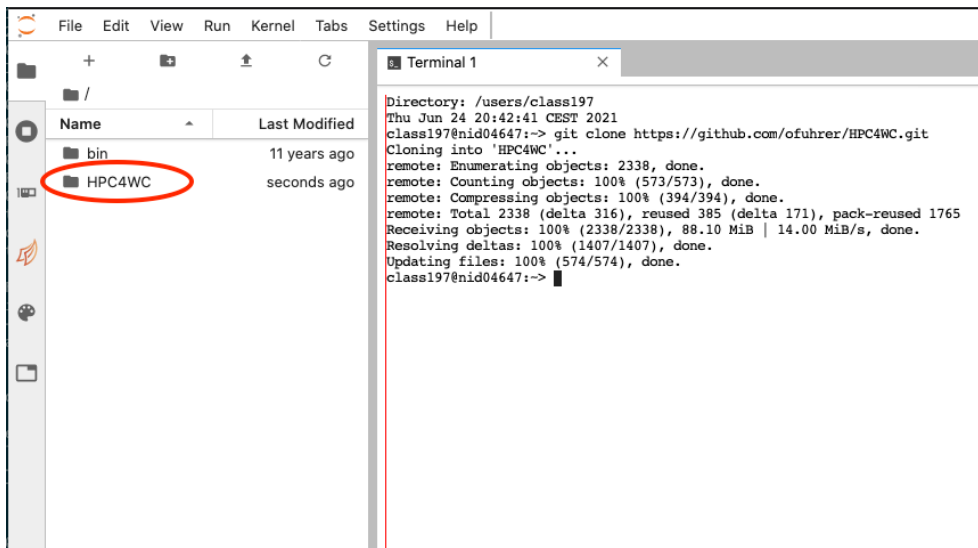 File Edit View Run Kernel Tabs Settings Help
/
Name Last Modified
bin 11 years ago
HPC4WC seconds ago
Terminal 1
Directory: /users/class197
Thu Jun 24 20:42:41 CEST 2021
class197@nid04647:~> git clone https://github.com/ofuhrer/HPC4WC.git
Cloning into 'HPC4WC'...
remote: Enumerating objects: 2338, done.
remote: Counting objects: 100% (573/573), done.
remote: Compressing objects: 100% (394/394), done.
remote: Total 2338 (delta 316), reused 385 (delta 171), pack-reused 1765
Receiving objects: 100% (2338/2338), 88.10 MiB | 14.00 MiB/s, done.
Resolving deltas: 100% (1407/1407), done.
Updating files: 100% (574/574), done.
class197@nid04647:~>